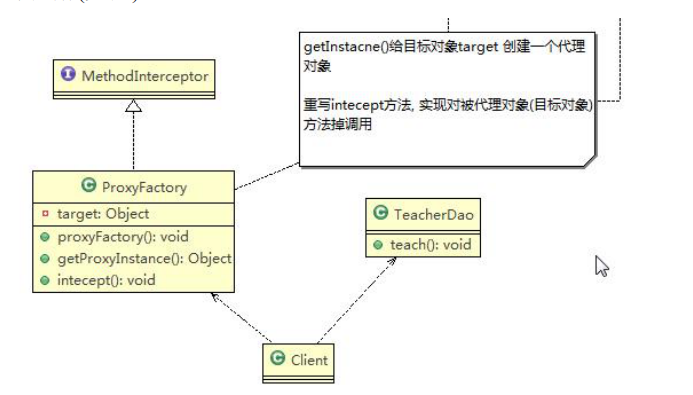 getInstacne()给目标对象target 创建一个代理
对象
重写intecept方法, 实现对被代理对象(目标对象)
方法掉调用
MethodInterceptor
ProxyFactory
target: Object
proxyFactory(): void
getProxyInstance(): Object
intecept(): void
TeacherDao
teach(): void
Client